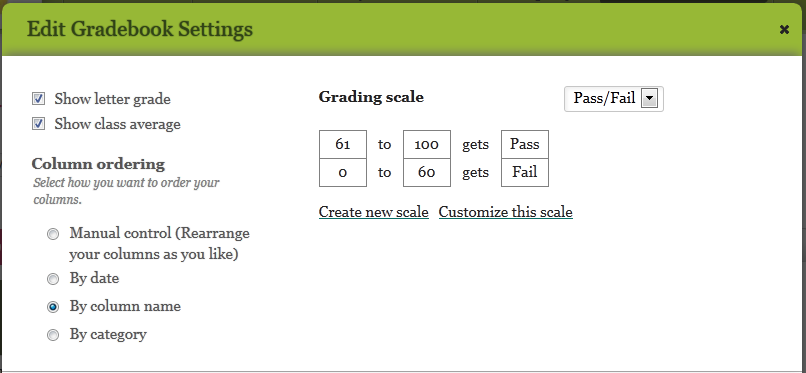 Edit Gradebook Settings
Show letter grade
Show class average
Column ordering
Select how you want to order your
columns.
Manual control (Rearrange
your columns as you like)
By date
By column name
By category
Grading scale Pass/Fail
61 to 100 gets Pass
0 to 60 gets Fail
Create new scale Customize this scale